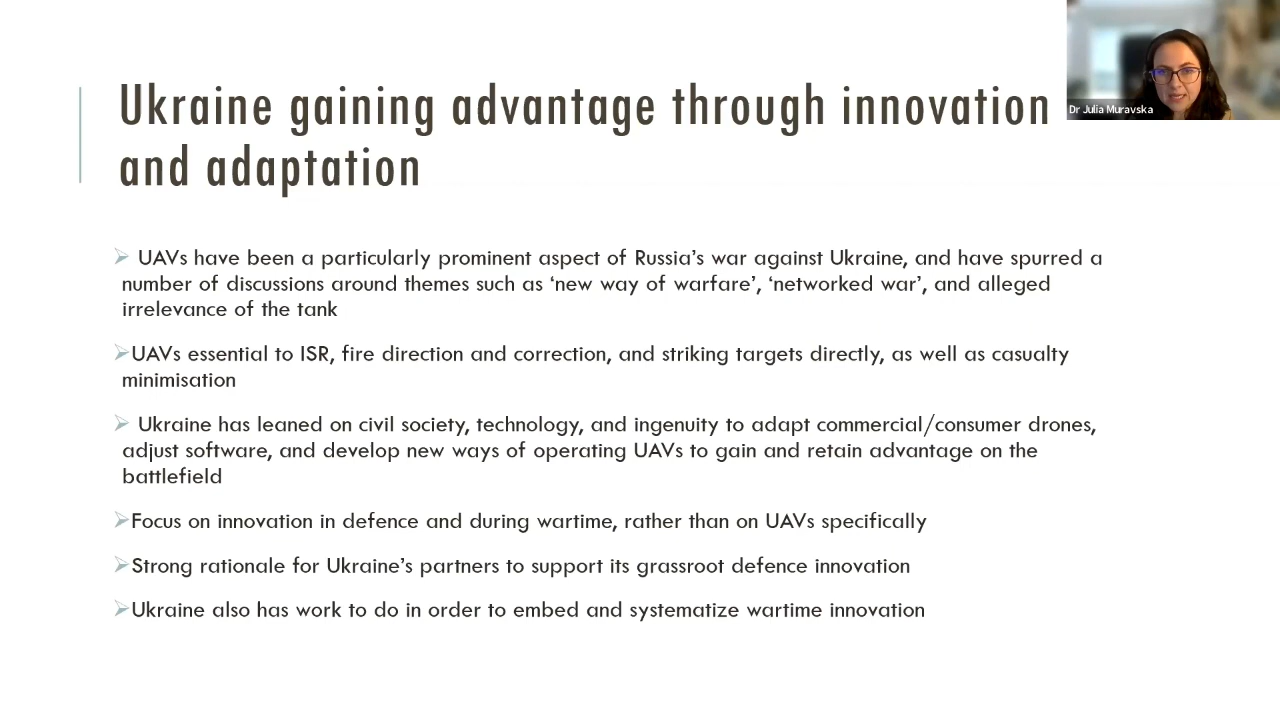 Ukraine gaining advantage through innovation
and adaptation
Dr Julia Muravska
➢ UAVs have been a particularly prominent aspect of Russia’s war against Ukraine, and have spurred a
number of discussions around themes such as ‘new way of warfare’, ‘networked war’, and alleged
irrelevance of the tank
➢UAVs essential to ISR, fire direction and correction, and striking targets directly, as well as casualty
minimisation
➢ Ukraine has leaned on civil society, technology, and ingenuity to adapt commercial/consumer drones,
adjust software, and develop new ways of operating UAVs to gain and retain advantage on the
battlefield
➢Focus on innovation in defence and during wartime, rather than on UAVs specifically
➢Strong rationale for Ukraine’s partners to support its grassroot defence innovation
➢Ukraine also has work to do in order to embed and systematize wartime innovation